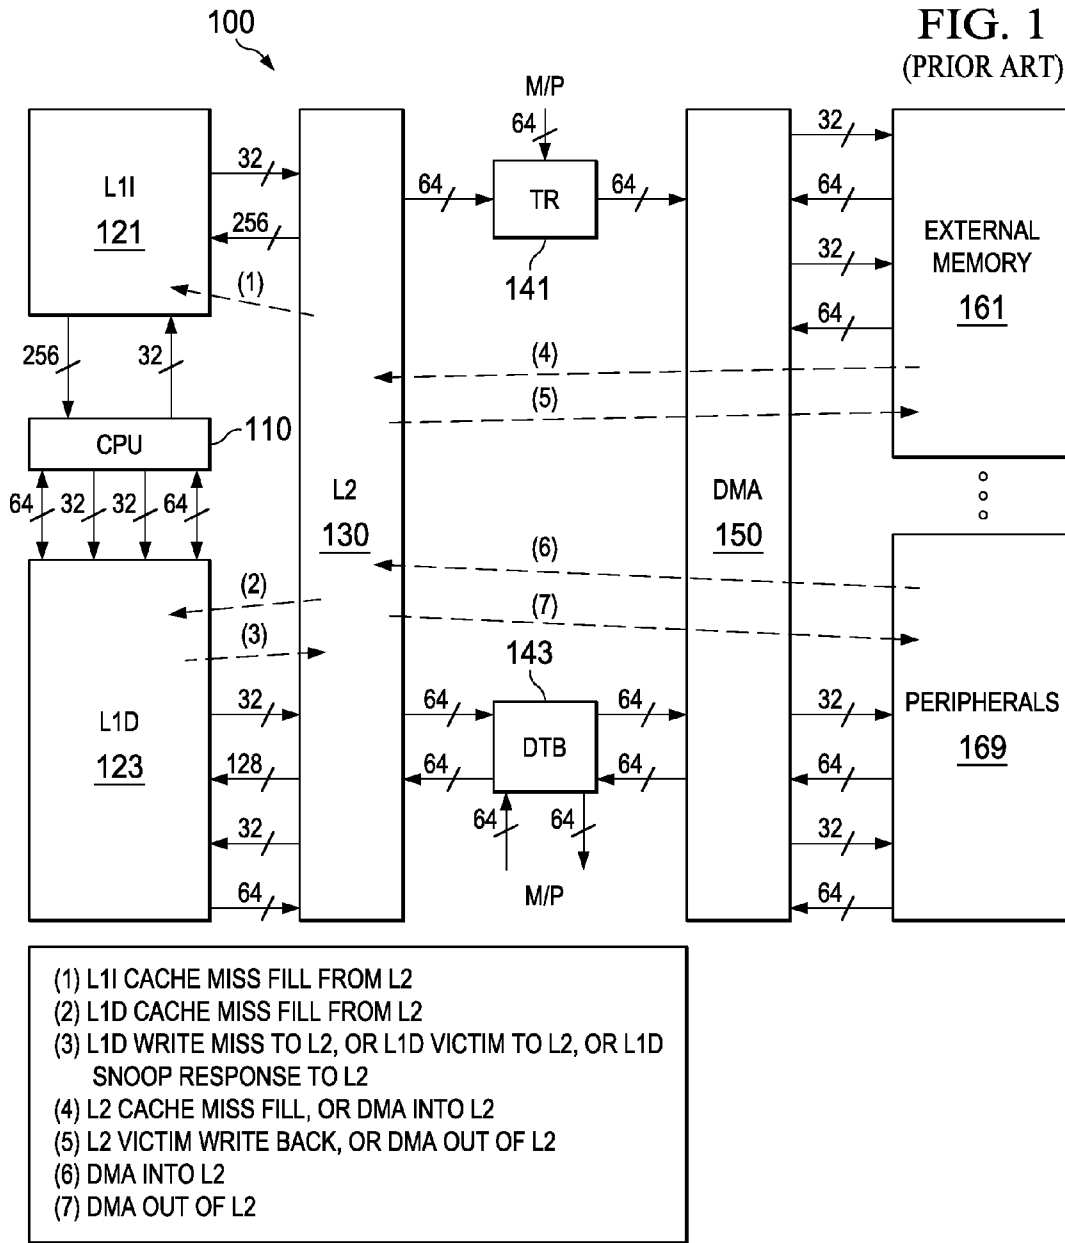 100
FIG. 1
(PRIOR ART)
M/P
64
32
L1I
121
32
256
64
TR
64
141
64
32
64
EXTERNAL
MEMORY
161
(1)
256
32
(4)
(5)
CPU
110
64
32
32
64
L2
130
DMA
150
(6)
(2)
(7)
(3)
143
L1D
123
32
128
32
64
64
64
DTB
64
64
64
64
M/P
32
64
32
64
PERIPHERALS
169
(1) L1I CACHE MISS FILL FROM L2
(2) L1D CACHE MISS FILL FROM L2
(3) L1D WRITE MISS TO L2, OR L1D VICTIM TO L2, OR L1D
SNOOP RESPONSE TO L2
(4) L2 CACHE MISS FILL, OR DMA INTO L2
(5) L2 VICTIM WRITE BACK, OR DMA OUT OF L2
(6) DMA INTO L2
(7) DMA OUT OF L2